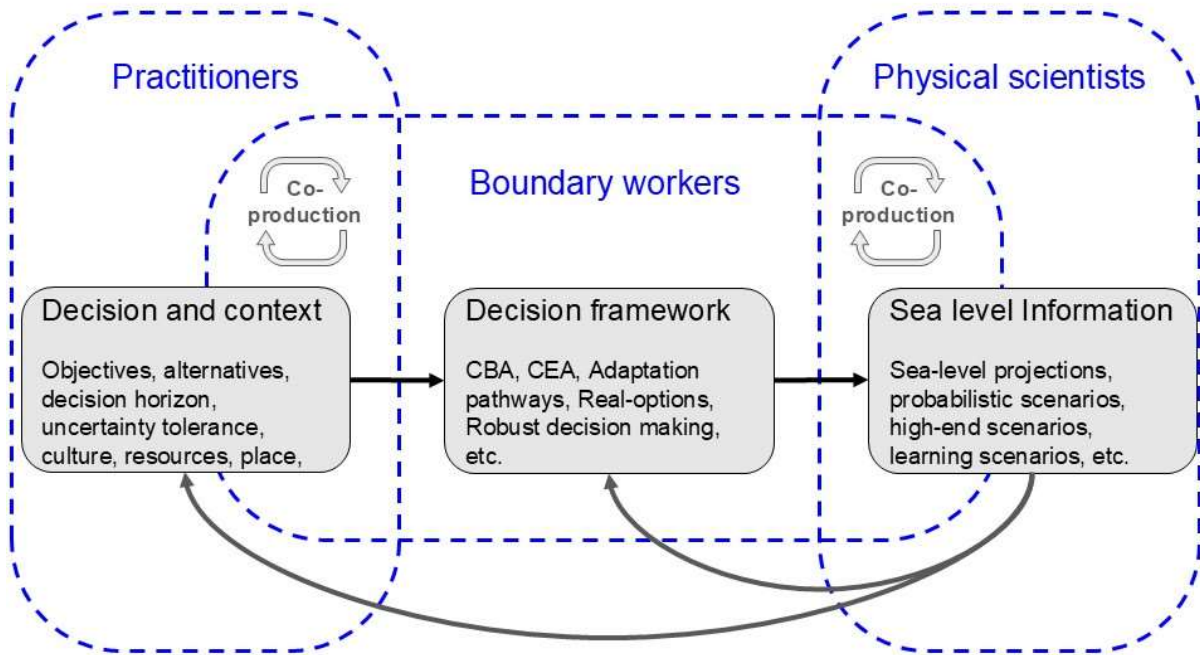 Practitioners
Physical scientists
Boundary workers
Co-
production
Co-
production
Decision and context
Objectives, alternatives,
decision horizon,
uncertainty tolerance,
culture, resources, place,
Decision framework
CBA, CEA, Adaptation
pathways, Real-options,
Robust decision making,
etc.
Sea level Information
Sea-level projections,
probabilistic scenarios,
high-end scenarios,
learning scenarios, etc.